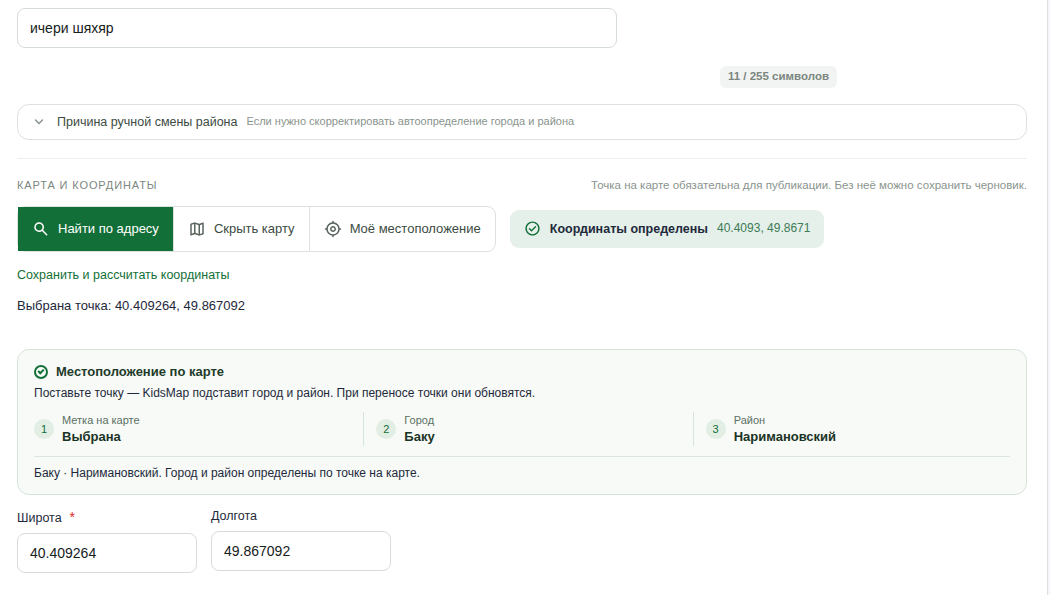 ичери шяхяр
11 / 255 символов
Причина ручной смены района Если нужно скорректировать автоопределение города и района
КАРТА И КООРДИНАТЫ
Точка на карте обязательна для публикации. Без неё можно сохранить черновик.
Найти по адресу
Скрыть карту
Моё местоположение
Координаты определены 40.4093, 49.8671
Сохранить и рассчитать координаты
Выбрана точка: 40.409264, 49.867092
Местоположение по карте
Поставьте точку — KidsMap подставит город и район. При переносе точки они обновятся.
1
Метка на карте
Выбрана
2
Город
Баку
3
Район
Наримановский
Баку · Наримановский. Город и район определены по точке на карте.
Широта *
Долгота
40.409264
49.867092